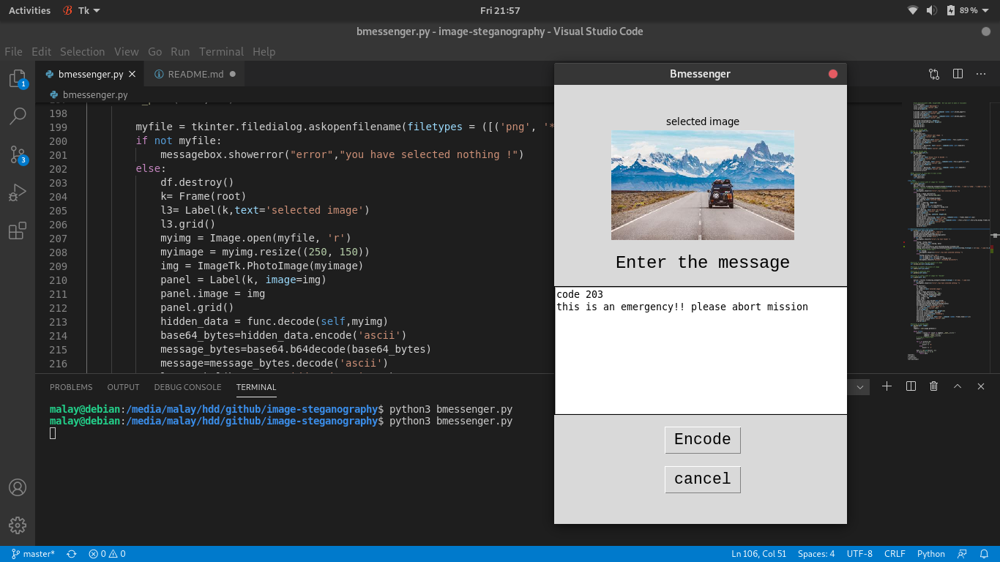 Activities Tk Fri 21:57 89 %
bmessenger.py - image-steganography - Visual Studio Code
File Edit Selection View Go Run Terminal Help
bmessenger.py README.md
bmessenger.py
198
199 myfile = tkinter.filedialog.askopenfilename(filetypes = ([('png', '*
200 if not myfile:
201 messagebox.showerror("error","you have selected nothing !")
202 else:
203 df.destroy()
204 k= Frame(root)
205 l3= Label(k,text='selected image')
206 l3.grid()
207 myimg = Image.open(myfile, 'r')
208 myimage = myimg.resize((250, 150))
209 img = ImageTk.PhotoImage(myimage)
210 panel = Label(k, image=img)
211 panel.image = img
212 panel.grid()
213 hidden_data = func.decode(self,myimg)
214 base64_bytes=hidden_data.encode('ascii')
215 message_bytes=base64.b64decode(base64_bytes)
216 message=message_bytes.decode('ascii')
1
3
PROBLEMS OUTPUT DEBUG CONSOLE TERMINAL
malay@debian:/media/malay/hdd/github/image-steganography$ python3 bmessenger.py
malay@debian:/media/malay/hdd/github/image-steganography$ python3 bmessenger.py
Bmessenger
selected image
Enter the message
code 203
this is an emergency!! please abort mission
Encode
cancel
master* 0 0 Ln 106, Col 51 Spaces: 4 UTF-8 CRLF Python